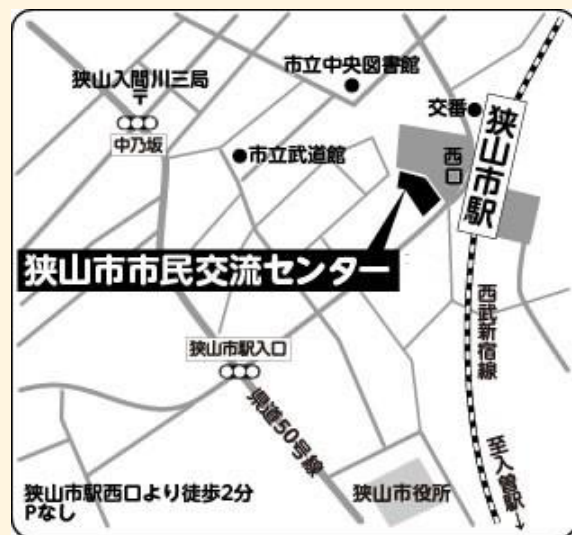 狭山入間川三局
〒
中乃坂
市立中央図書館
交番
狭山市駅
西口
市立武道館
狭山市市民交流センター
狭山市駅入口
西武新宿線
県道50号線
至入曽駅→
狭山市役所
狭山市駅西口より徒歩2分
Pなし